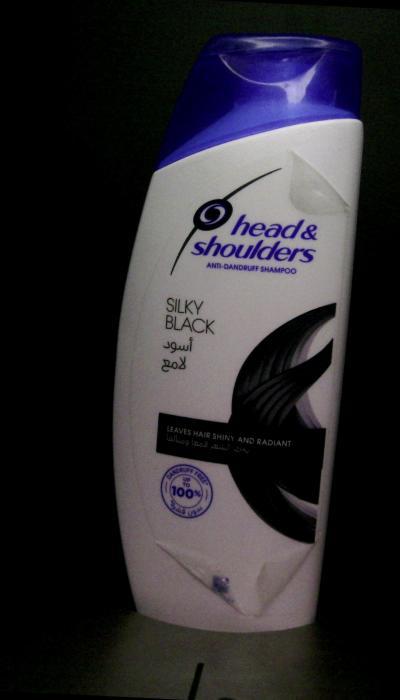 head &
shoulders
ANTI-DANDRUFF SHAMPOO
SILKY
BLACK
أسود
لامع
LEAVES HAIR SHINY AND RADIANT
DANDRUFF FREE*
UP
TO
100%